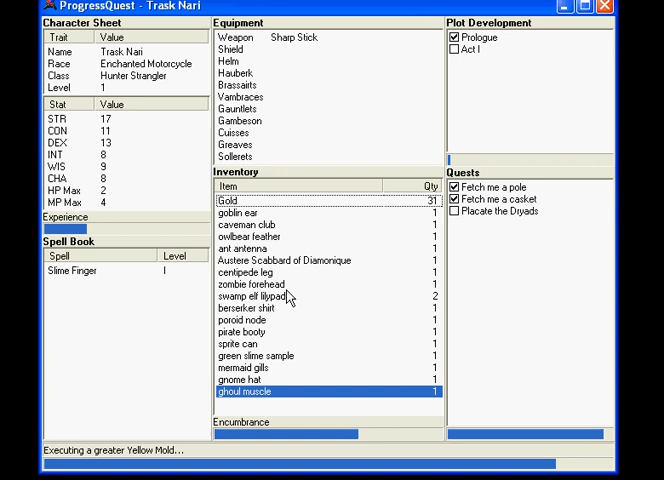 ProgressQuest - Trask Nari
Character Sheet
Trait Value
Name Trask Nari
Race Enchanted Motorcycle
Class Hunter Strangler
Level 1
Stat Value
STR 17
CON 11
DEX 13
INT 8
WIS 9
CHA 8
HP Max 2
MP Max 4
Experience
Spell Book
Spell Level
Slime Finger I
Equipment
Weapon Sharp Stick
Shield
Helm
Hauberk
Brassairts
Vambraces
Gauntlets
Gambeson
Cuisses
Greaves
Sollerets
Inventory
Item Qty
Gold 31
goblin ear 1
caveman club 1
owlbear feather 1
ant antenna 1
Austere Scabbard of Diamonique 1
centipede leg 1
zombie forehead 1
swamp elf lilypad 2
berserker shirt 1
poroid node 1
pirate booty 1
sprite can 1
green slime sample 1
mermaid gills 1
gnome hat 1
ghoul muscle 1
Encumbrance
Plot Development
Prologue
Act I
Quests
Fetch me a pole
Fetch me a casket
Placate the Dryads
Executing a greater Yellow Mold...